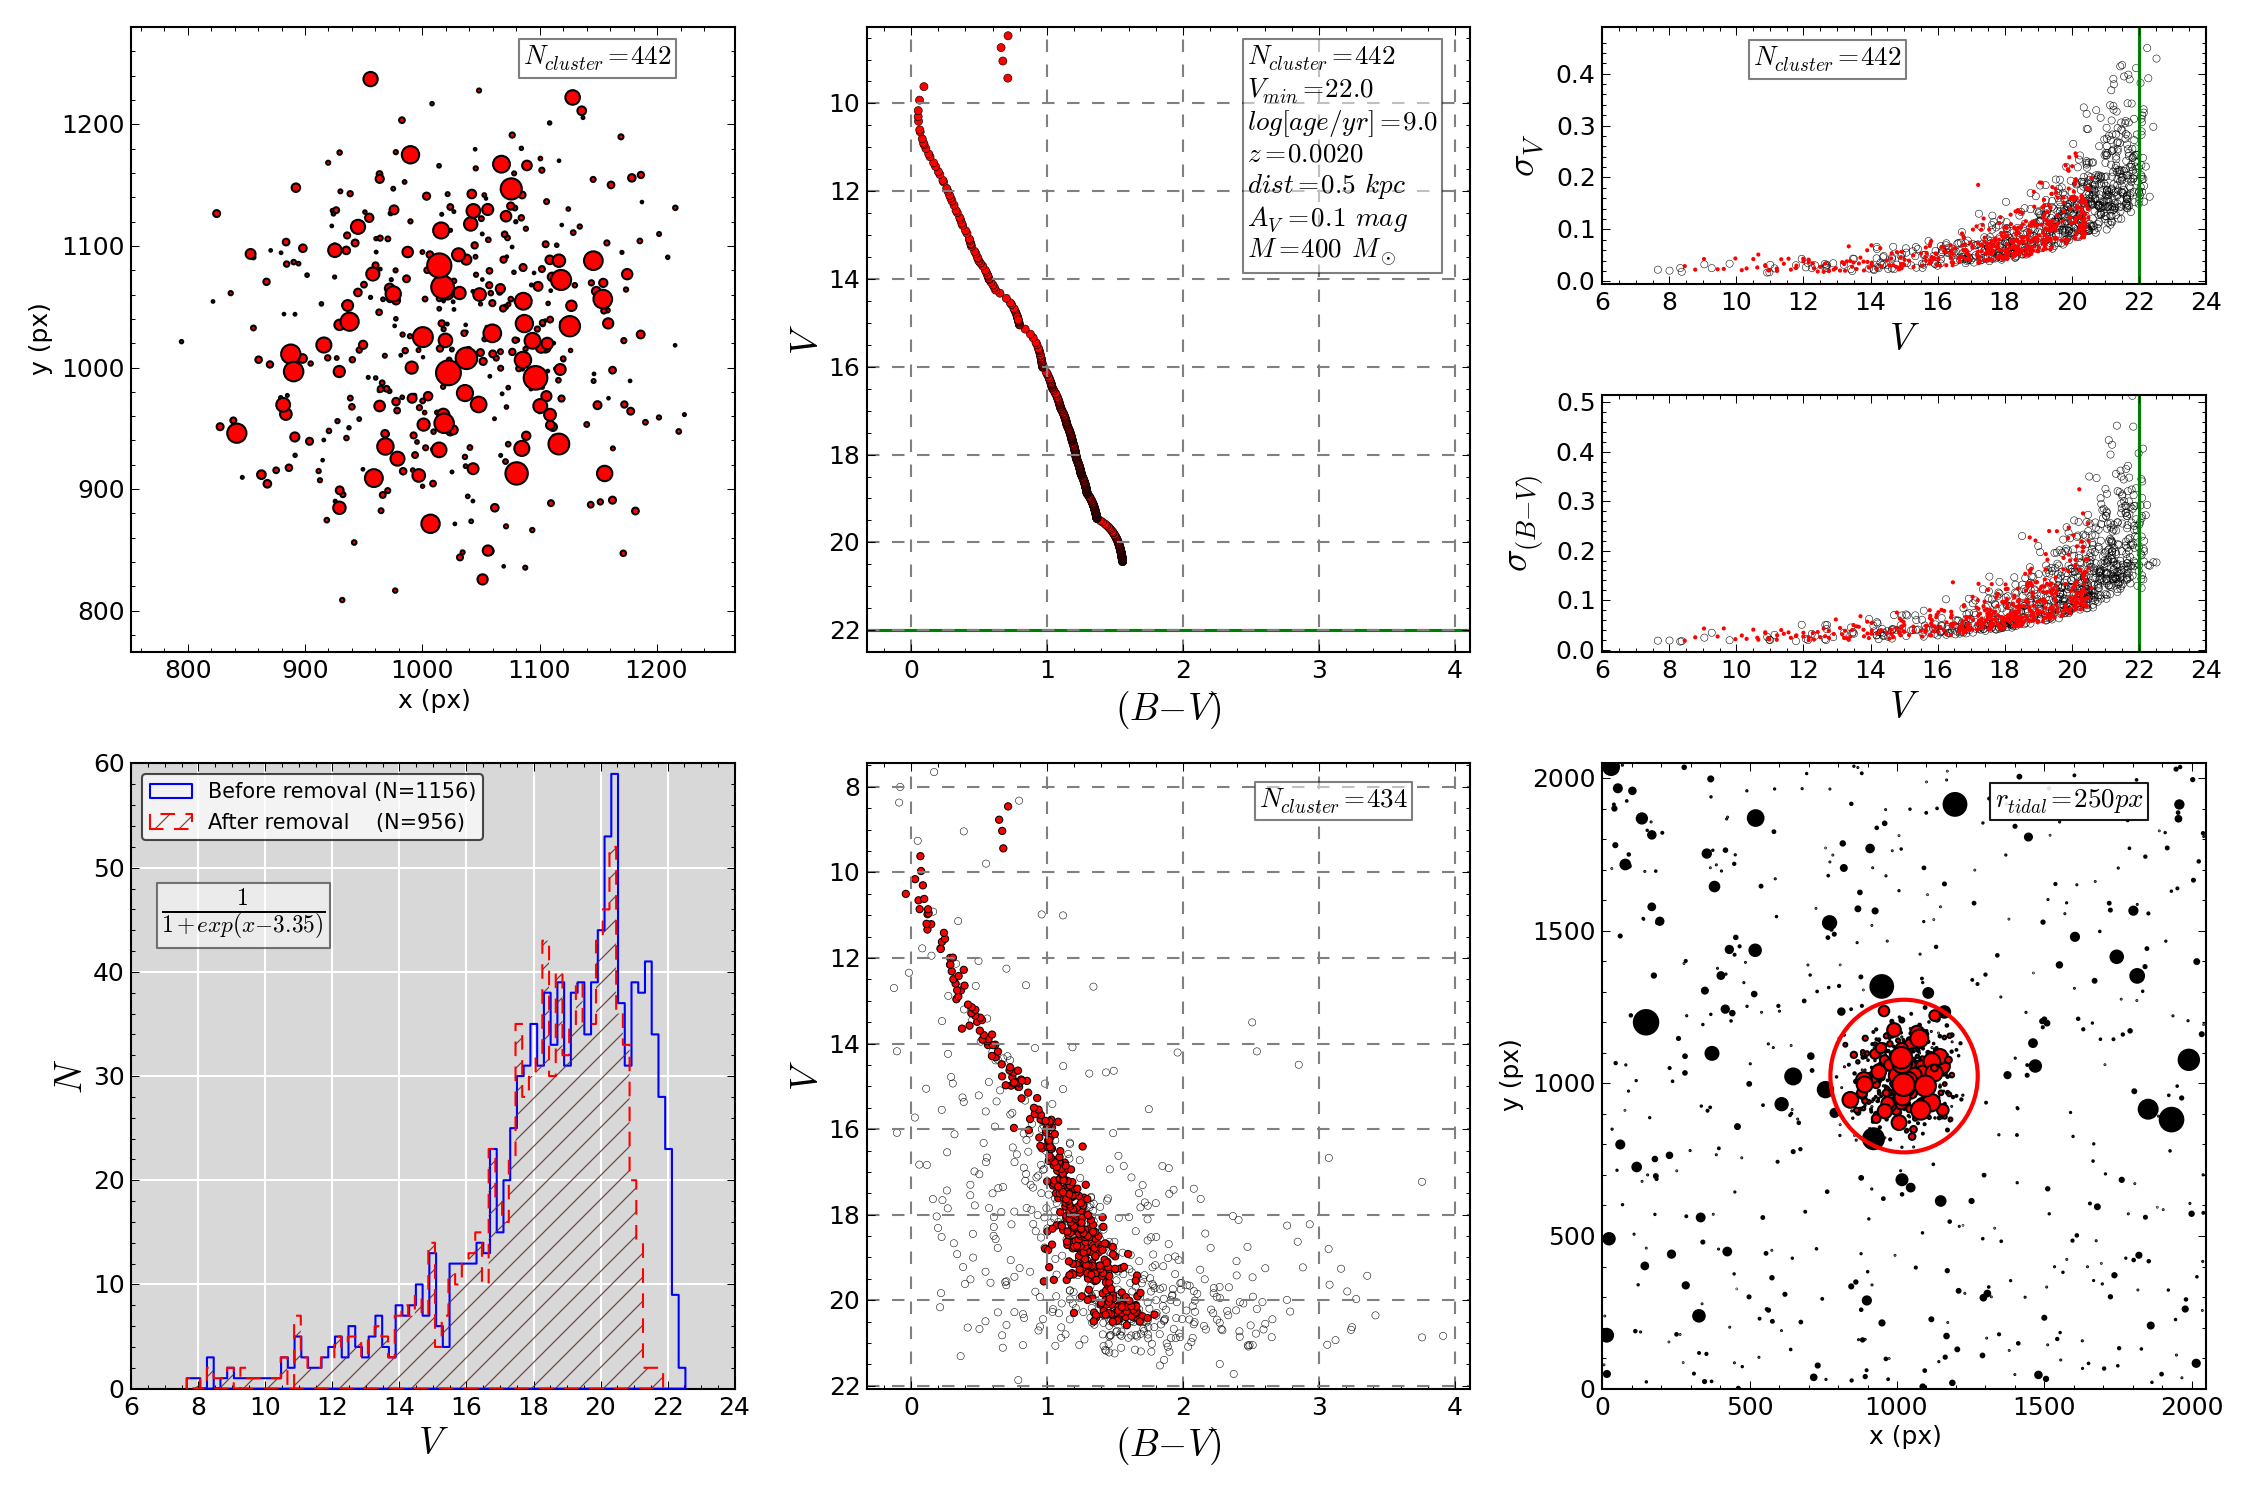 N_cluster=442
1200
1100
1000
900
800
y (px)
800 900 1000 1100 1200
x (px)
N_cluster=442
V_min=22.0
log[age/yr]=9.0
z=0.0020
dist=0.5 kpc
A_V=0.1 mag
M=400 M_⊙
10
12
14
16
18
20
22
V
0 1 2 3 4
(B−V)
N_cluster=442
0.4
0.3
0.2
0.1
0.0
σ_V
6 8 10 12 14 16 18 20 22 24
V
0.5
0.4
0.3
0.2
0.1
0.0
σ_(B−V)
6 8 10 12 14 16 18 20 22 24
V
60
50
40
30
20
10
0
N
Before removal (N=1156)
After removal (N=956)
1
1+exp(x−3.35)
6 8 10 12 14 16 18 20 22 24
V
N_cluster=434
8
10
12
14
16
18
20
22
V
0 1 2 3 4
(B−V)
r_tidal=250px
2000
1500
1000
500
0
y (px)
0 500 1000 1500 2000
x (px)